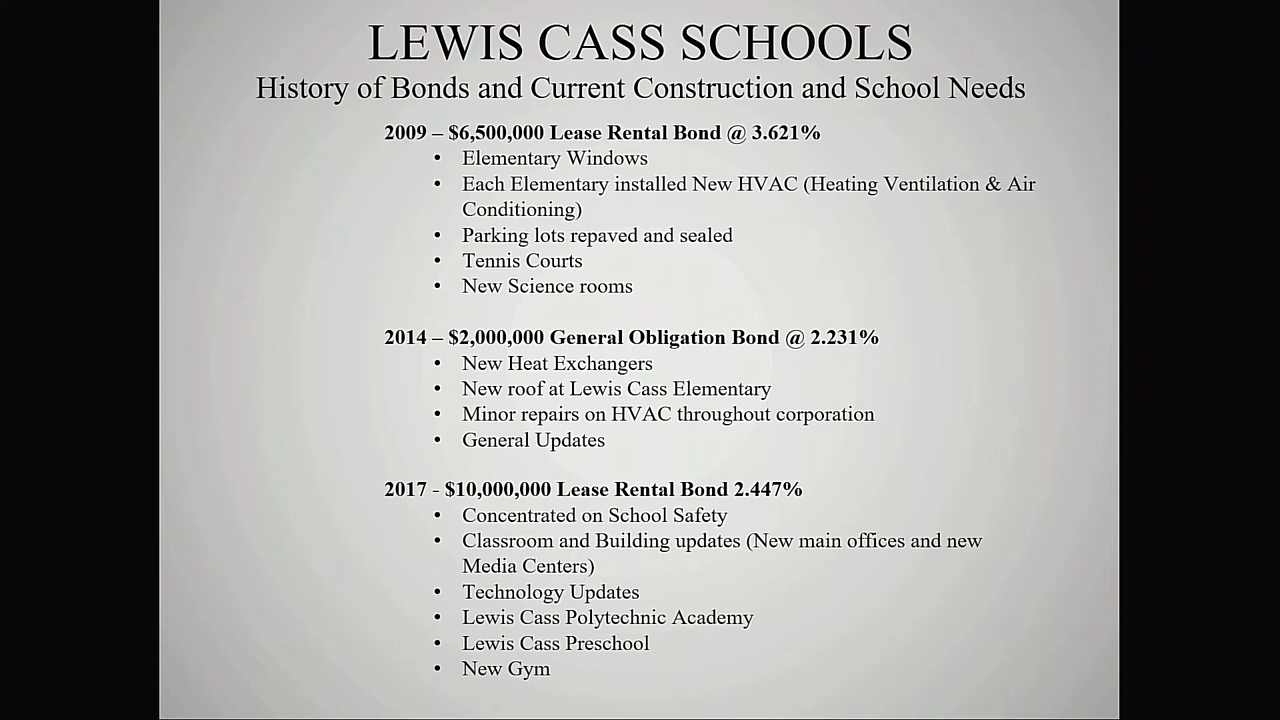 LEWIS CASS SCHOOLS
History of Bonds and Current Construction and School Needs
2009 – $6,500,000 Lease Rental Bond @ 3.621%
• Elementary Windows
• Each Elementary installed New HVAC (Heating Ventilation & Air
Conditioning)
• Parking lots repaved and sealed
• Tennis Courts
• New Science rooms
2014 – $2,000,000 General Obligation Bond @ 2.231%
• New Heat Exchangers
• New roof at Lewis Cass Elementary
• Minor repairs on HVAC throughout corporation
• General Updates
2017 - $10,000,000 Lease Rental Bond 2.447%
• Concentrated on School Safety
• Classroom and Building updates (New main offices and new
Media Centers)
• Technology Updates
• Lewis Cass Polytechnic Academy
• Lewis Cass Preschool
• New Gym